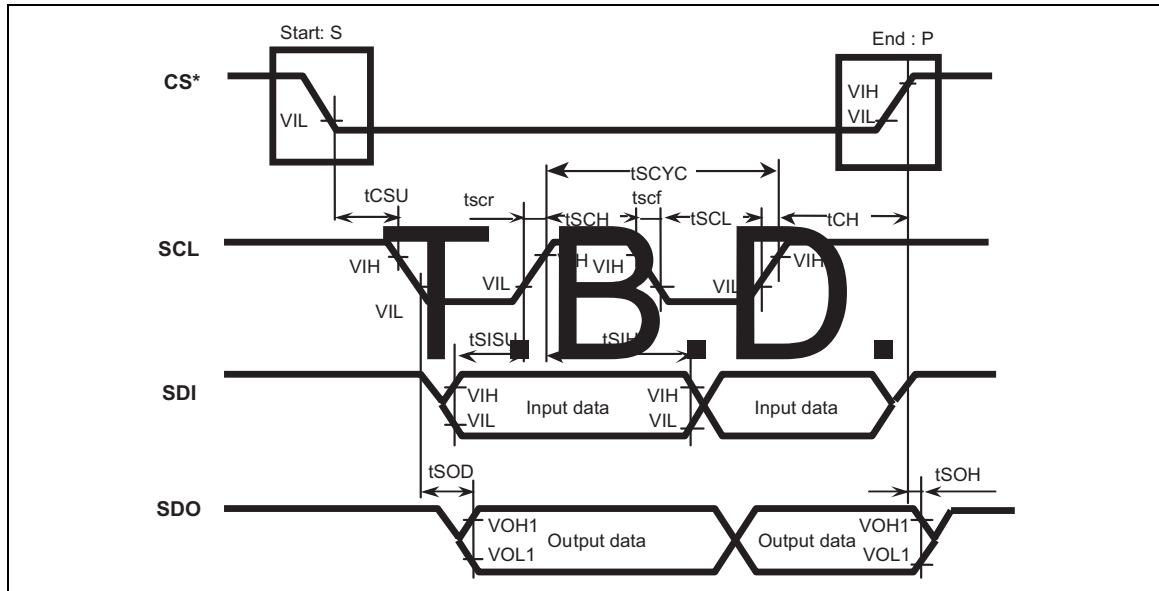 Start: S
End : P
CS*
VIL
VIH
VIL
tSCYC
tCSU
tscr
tSCH
tscf
tSCL
tCH
SCL
VIH
VIL
VIL
VIH
VIH
VIL
VIH
T.B.D.
tSISU
tSIH
SDI
VIH
VIL
Input data
VIH
VIL
Input data
tSOD
tSOH
SDO
VOH1
VOL1
Output data
Output data
VOH1
VOL1